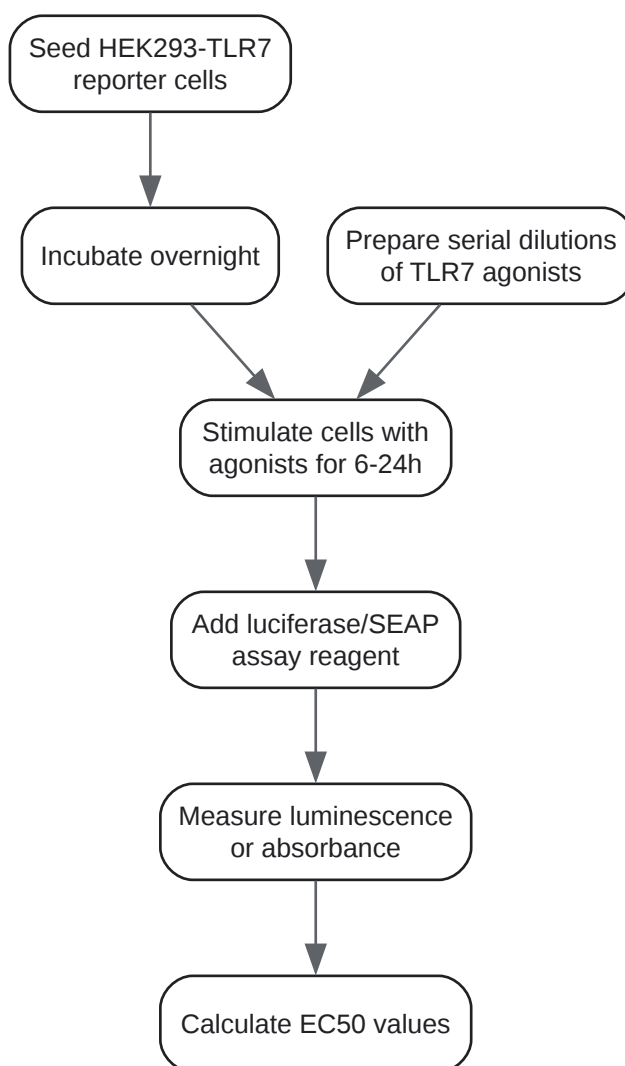 Seed HEK293-TLR7
reporter cells
Incubate overnight
Prepare serial dilutions
of TLR7 agonists
Stimulate cells with
agonists for 6-24h
Add luciferase/SEAP
assay reagent
Measure luminescence
or absorbance
Calculate EC50 values